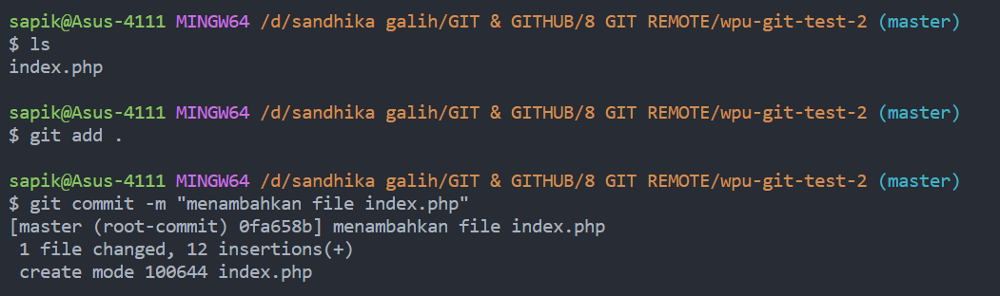 sapik@Asus-4111 MINGW64 /d/sandhika galih/GIT & GITHUB/8 GIT REMOTE/wpu-git-test-2 (master)
$ ls
index.php
sapik@Asus-4111 MINGW64 /d/sandhika galih/GIT & GITHUB/8 GIT REMOTE/wpu-git-test-2 (master)
$ git add .
sapik@Asus-4111 MINGW64 /d/sandhika galih/GIT & GITHUB/8 GIT REMOTE/wpu-git-test-2 (master)
$ git commit -m "menambahkan file index.php"
[master (root-commit) 0fa658b] menambahkan file index.php
 1 file changed, 12 insertions(+)
 create mode 100644 index.php